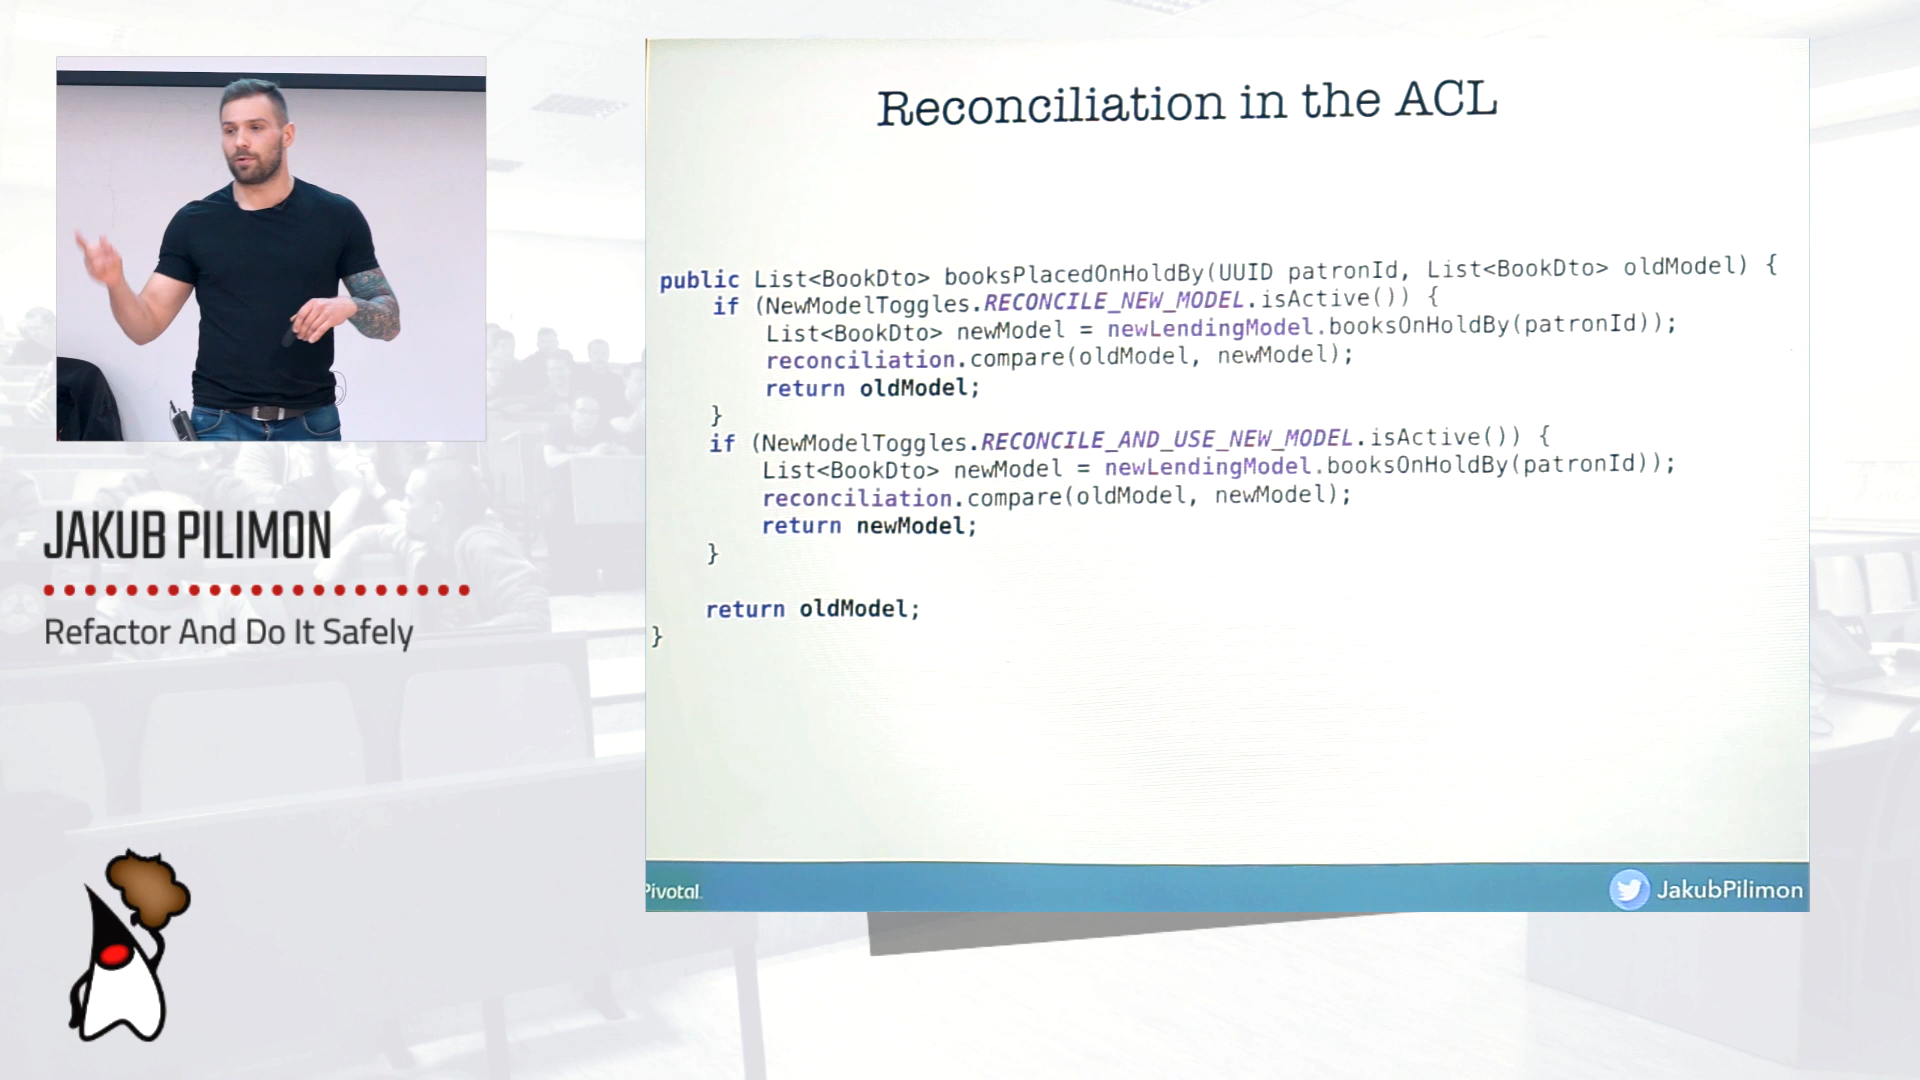 JAKUB PILIMON
Refactor And Do It Safely
Reconciliation in the ACL
public List<BookDto> booksPlacedOnHoldBy(UUID patronId, List<BookDto> oldModel) {
    if (NewModelToggles.RECONCILE_NEW_MODEL.isActive()) {
        List<BookDto> newModel = newLendingModel.booksOnHoldBy(patronId));
        reconciliation.compare(oldModel, newModel);
        return oldModel;
    }
    if (NewModelToggles.RECONCILE_AND_USE_NEW_MODEL.isActive()) {
        List<BookDto> newModel = newLendingModel.booksOnHoldBy(patronId));
        reconciliation.compare(oldModel, newModel);
        return newModel;
    }
    return oldModel;
}
Pivotal.
JakubPilimon